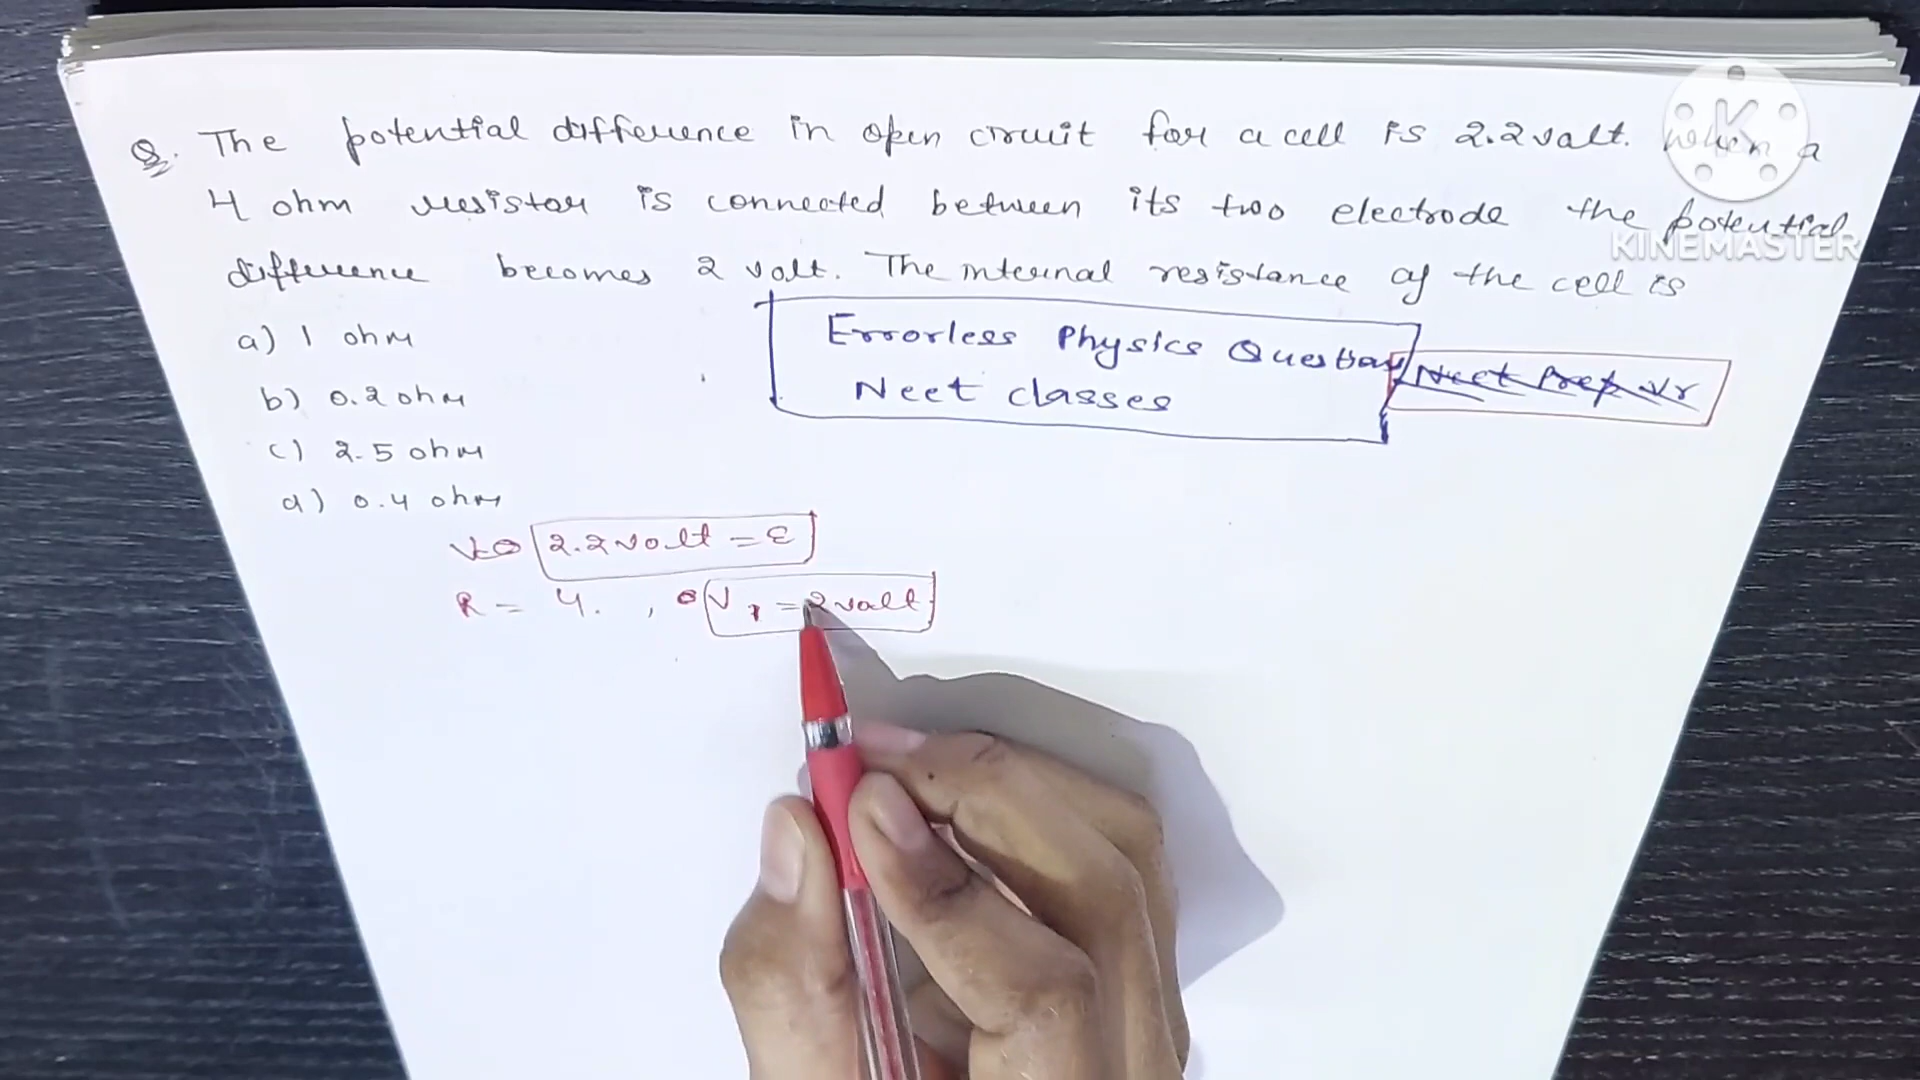 Q. The potential difference in open circuit for a cell is 2.2 volt. When a
4 ohm resistor is connected between its two electrode the potential
difference becomes 2 volt. The internal resistance of the cell is
a) 1 ohm
b) 0.2 ohm
c) 2.5 ohm
d) 0.4 ohm
Errorless Physics Question
Neet classes
Neet Prep Vr
KINEMASTER
2.2 volt = ε
R = 4. , V1 = 2 volt